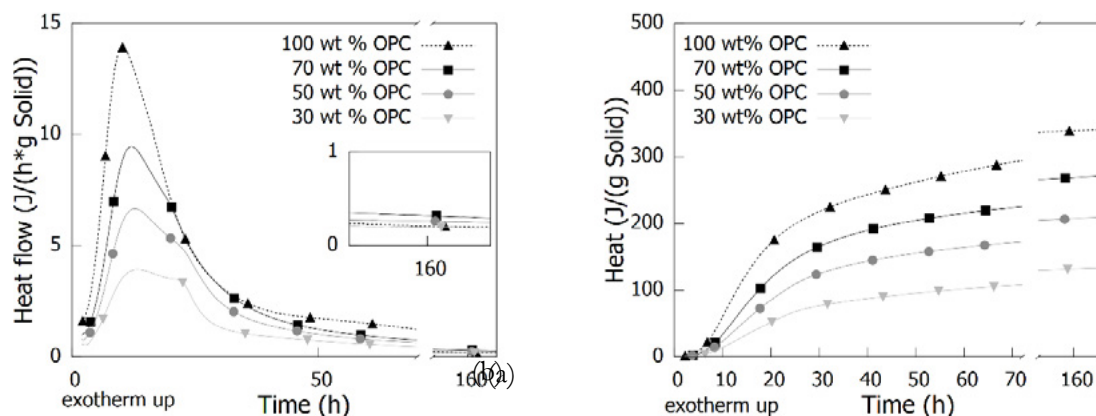 15
10
5
0
Heat flow (J/(h*g Solid))
100 wt % OPC
70 wt% OPC
50 wt % OPC
30 wt % OPC
1
0
160
0
50
160
exotherm up
Time (h)
500
400
300
200
100
0
Heat (J/(g Solid))
100 wt% OPC
70 wt% OPC
50 wt% OPC
30 wt% OPC
0 10 20 30 40 50 60 70
160
exotherm up
Time (h)